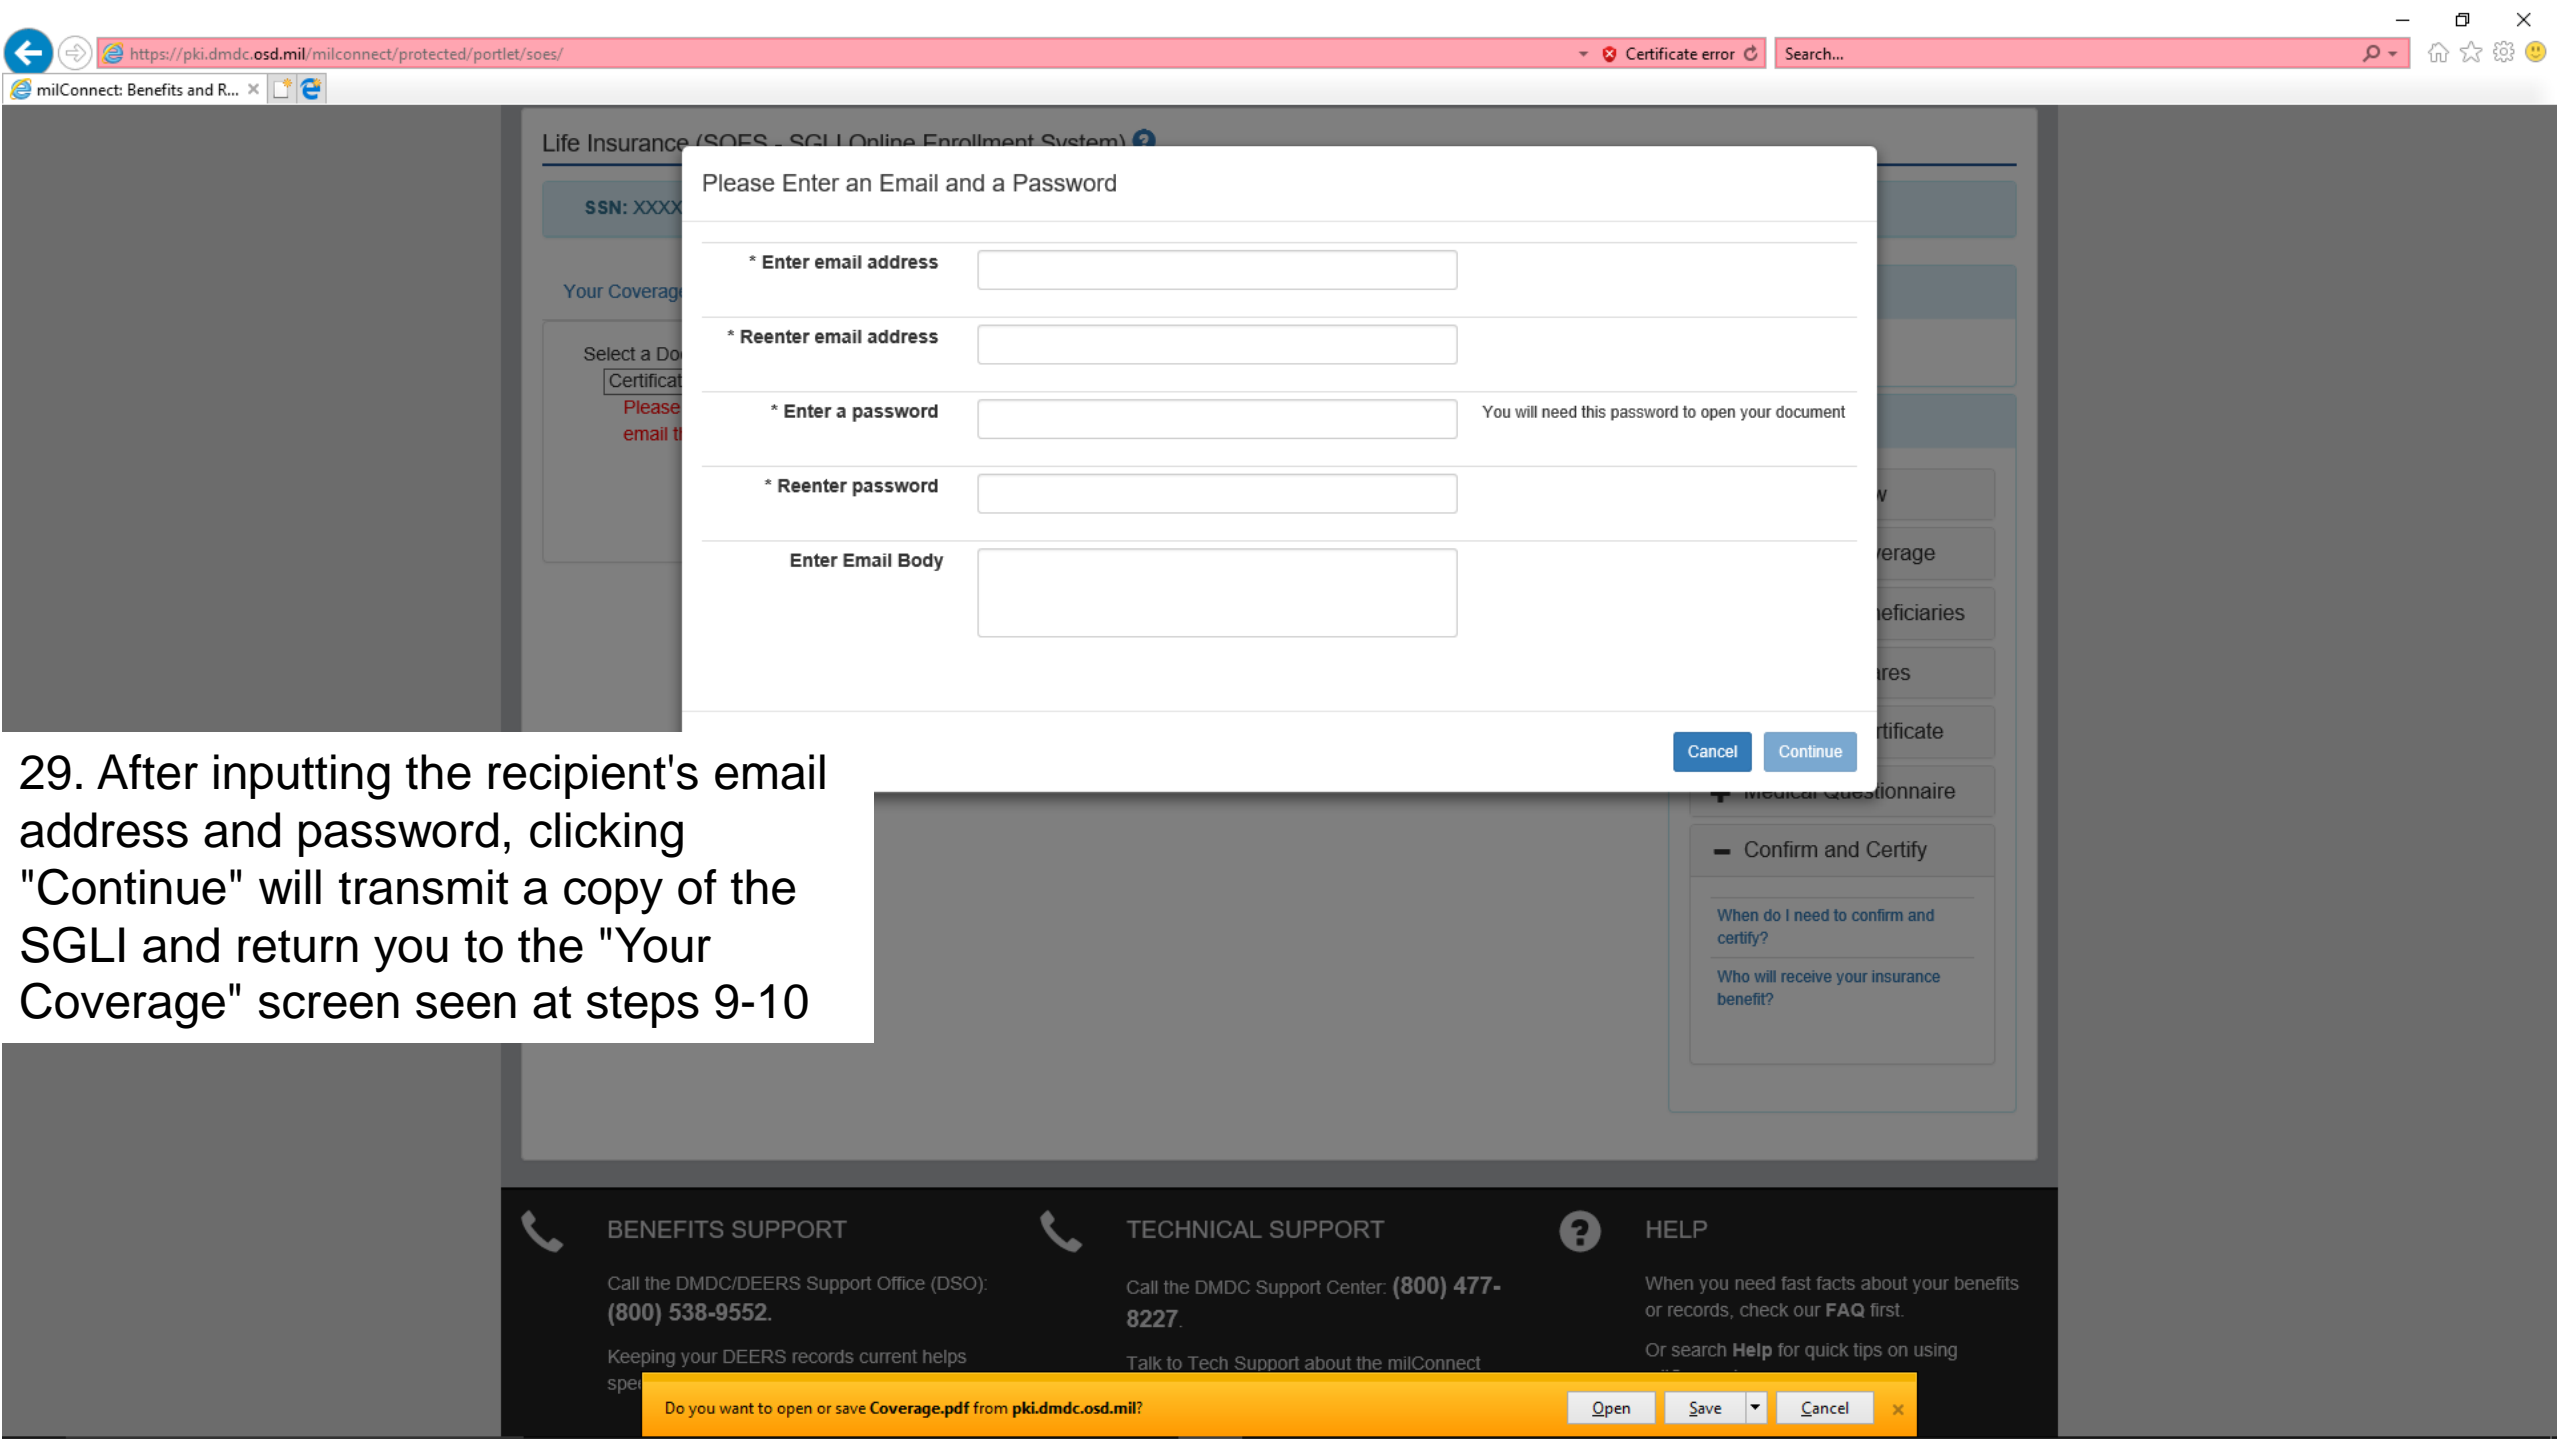 https://pki.dmdc.osd.mil/milconnect/protected/portlet/soes/
Certificate error
Search...
milConnect: Benefits and R...
Life Insurance (SOES - SGLI Online Enrollment System)
Please Enter an Email and a Password
SSN: XXXX
* Enter email address
Your Coverage
* Reenter email address
Select a Do
Certificat
Please
email th
* Enter a password
You will need this password to open your document
* Reenter password
w
Enter Email Body
verage
neficiaries
ares
rtificate
Cancel
Continue
Medical Questionnaire
29. After inputting the recipient's email
address and password, clicking
"Continue" will transmit a copy of the
SGLI and return you to the "Your
Coverage" screen seen at steps 9-10
Confirm and Certify
When do I need to confirm and
certify?
Who will receive your insurance
benefit?
BENEFITS SUPPORT
Call the DMDC/DEERS Support Office (DSO):
(800) 538-9552.
Keeping your DEERS records current helps
spee
TECHNICAL SUPPORT
Call the DMDC Support Center: (800) 477-
8227.
Talk to Tech Support about the milConnect
HELP
When you need fast facts about your benefits
or records, check our FAQ first.
Or search Help for quick tips on using
Do you want to open or save Coverage.pdf from pki.dmdc.osd.mil?
Open
Save
Cancel